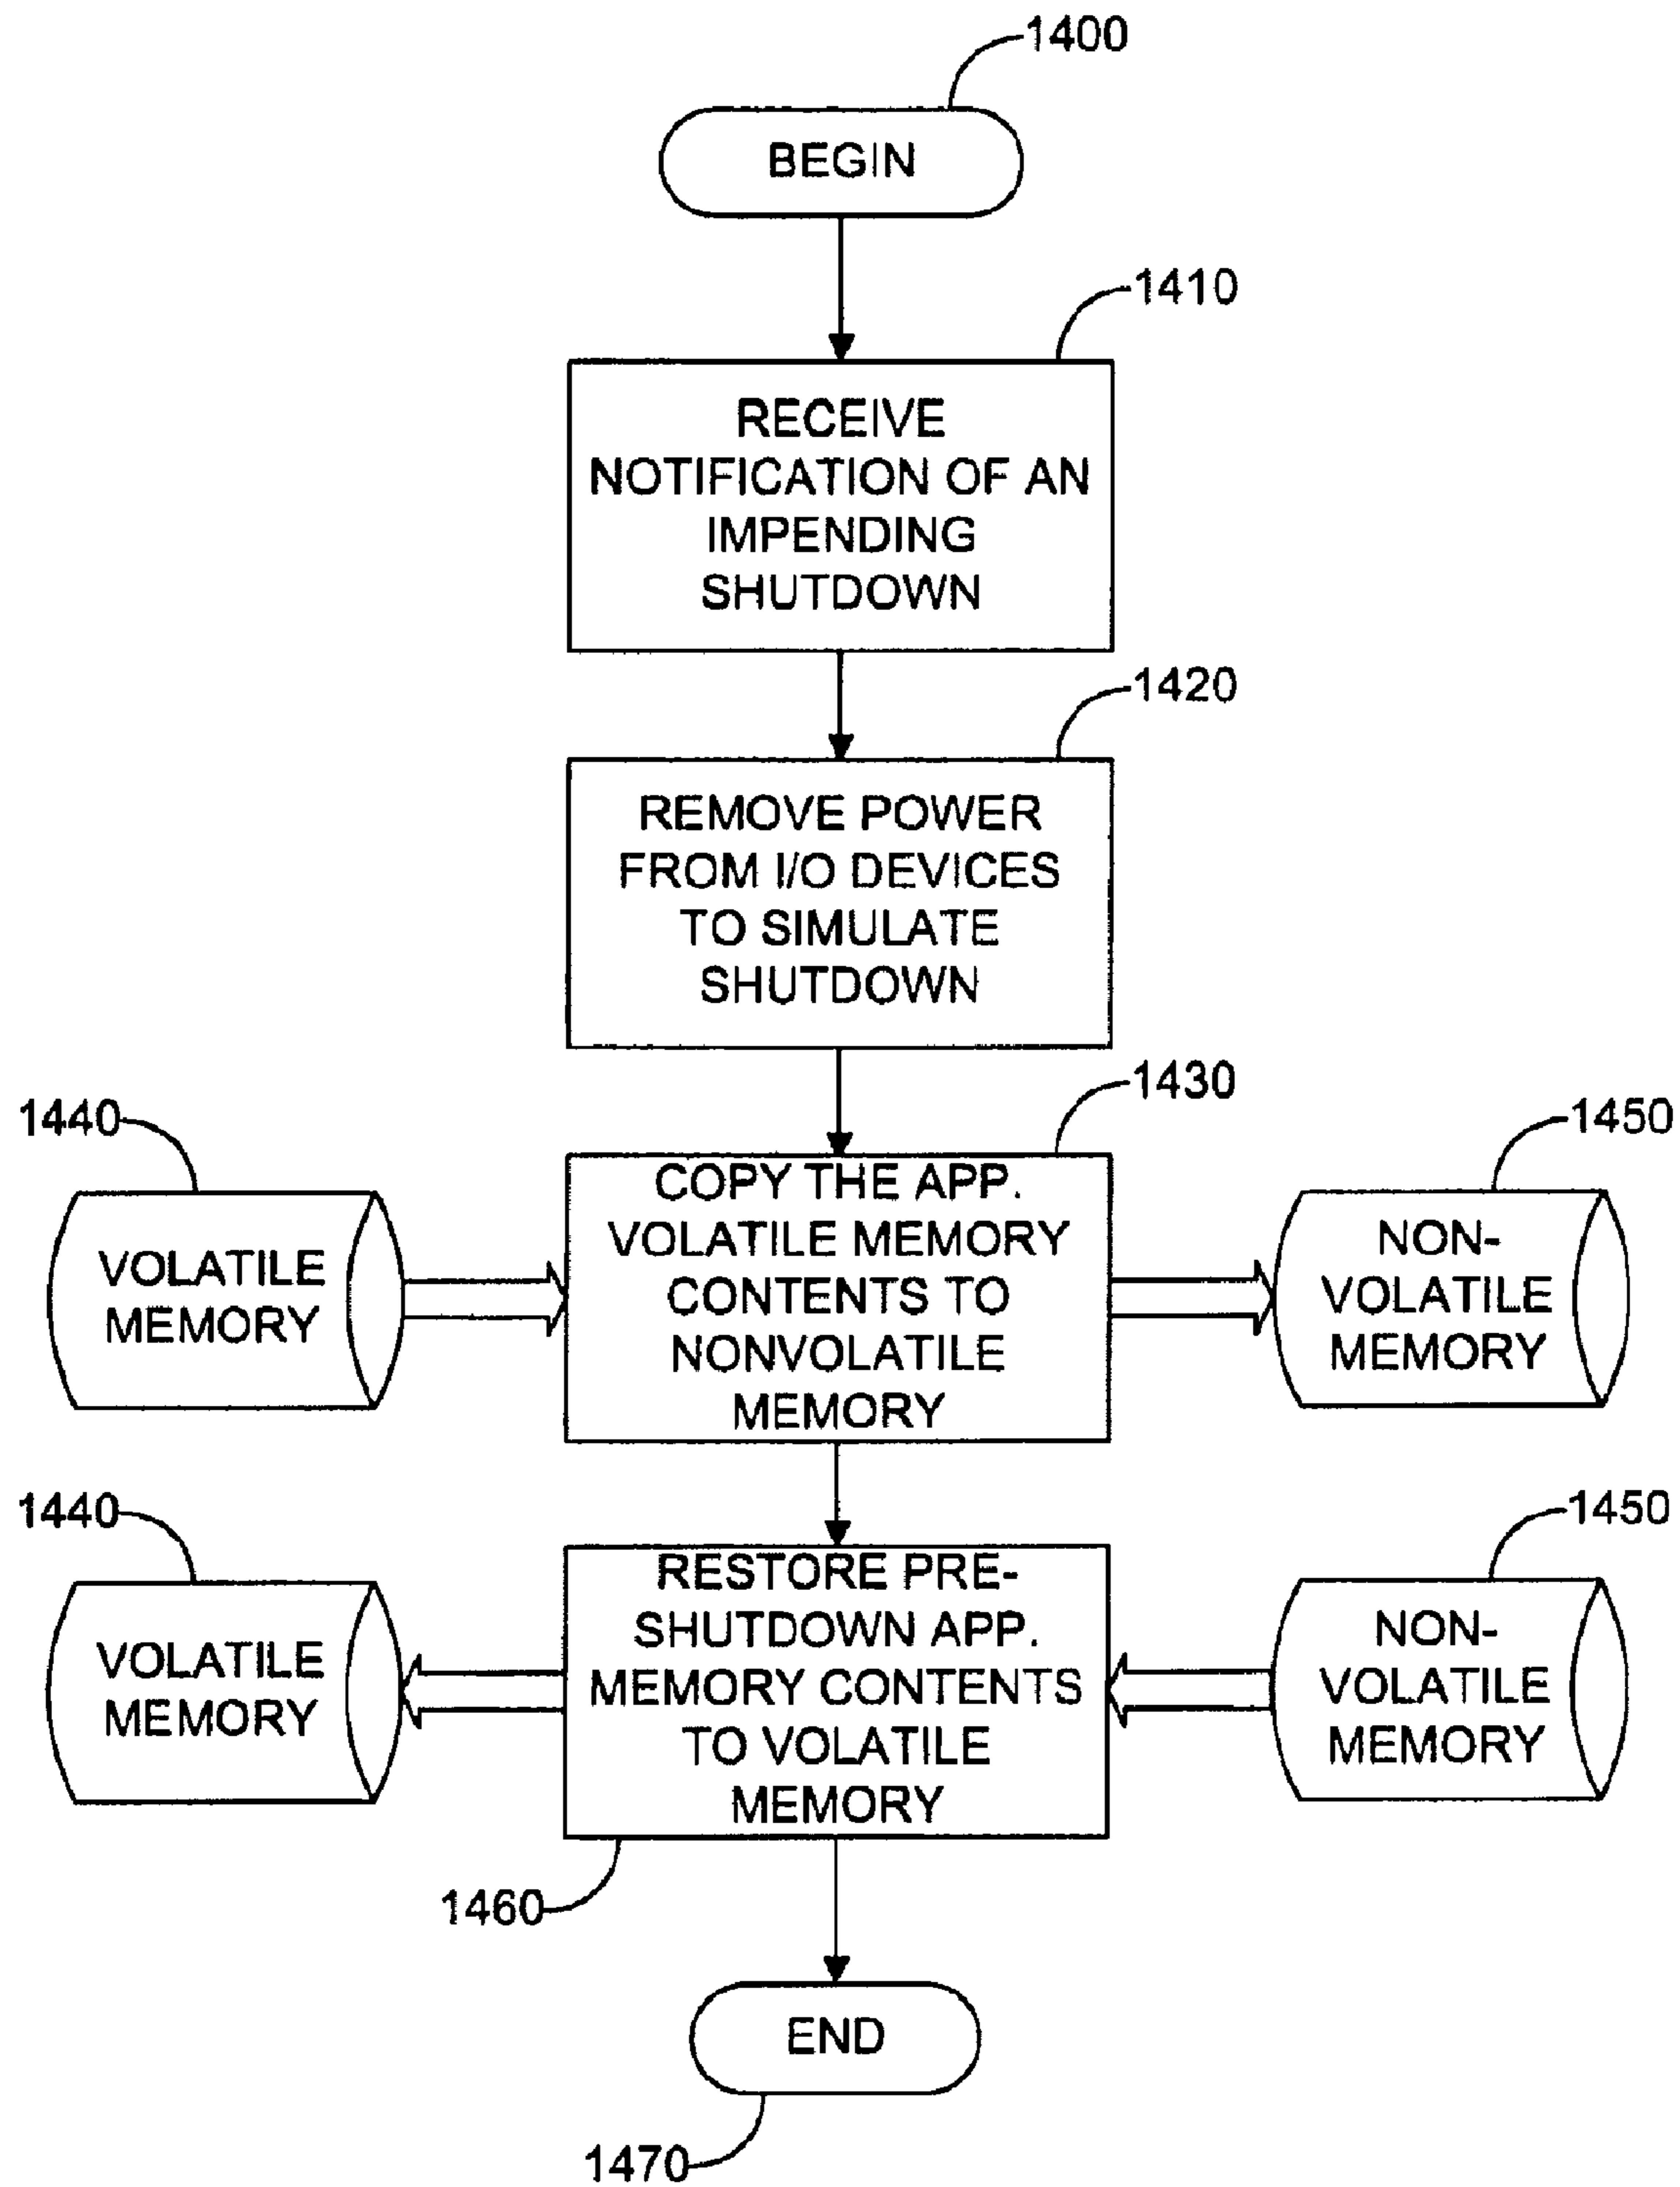 1400
BEGIN
1410
RECEIVE
NOTIFICATION OF AN
IMPENDING
SHUTDOWN
1420
REMOVE POWER
FROM I/O DEVICES
TO SIMULATE
SHUTDOWN
1430
1440
1450
VOLATILE
MEMORY
COPY THE APP.
VOLATILE MEMORY
CONTENTS TO
NONVOLATILE
MEMORY
NON-
VOLATILE
MEMORY
1440
1450
VOLATILE
MEMORY
RESTORE PRE-
SHUTDOWN APP.
MEMORY CONTENTS
TO VOLATILE
MEMORY
NON-
VOLATILE
MEMORY
1460
END
1470